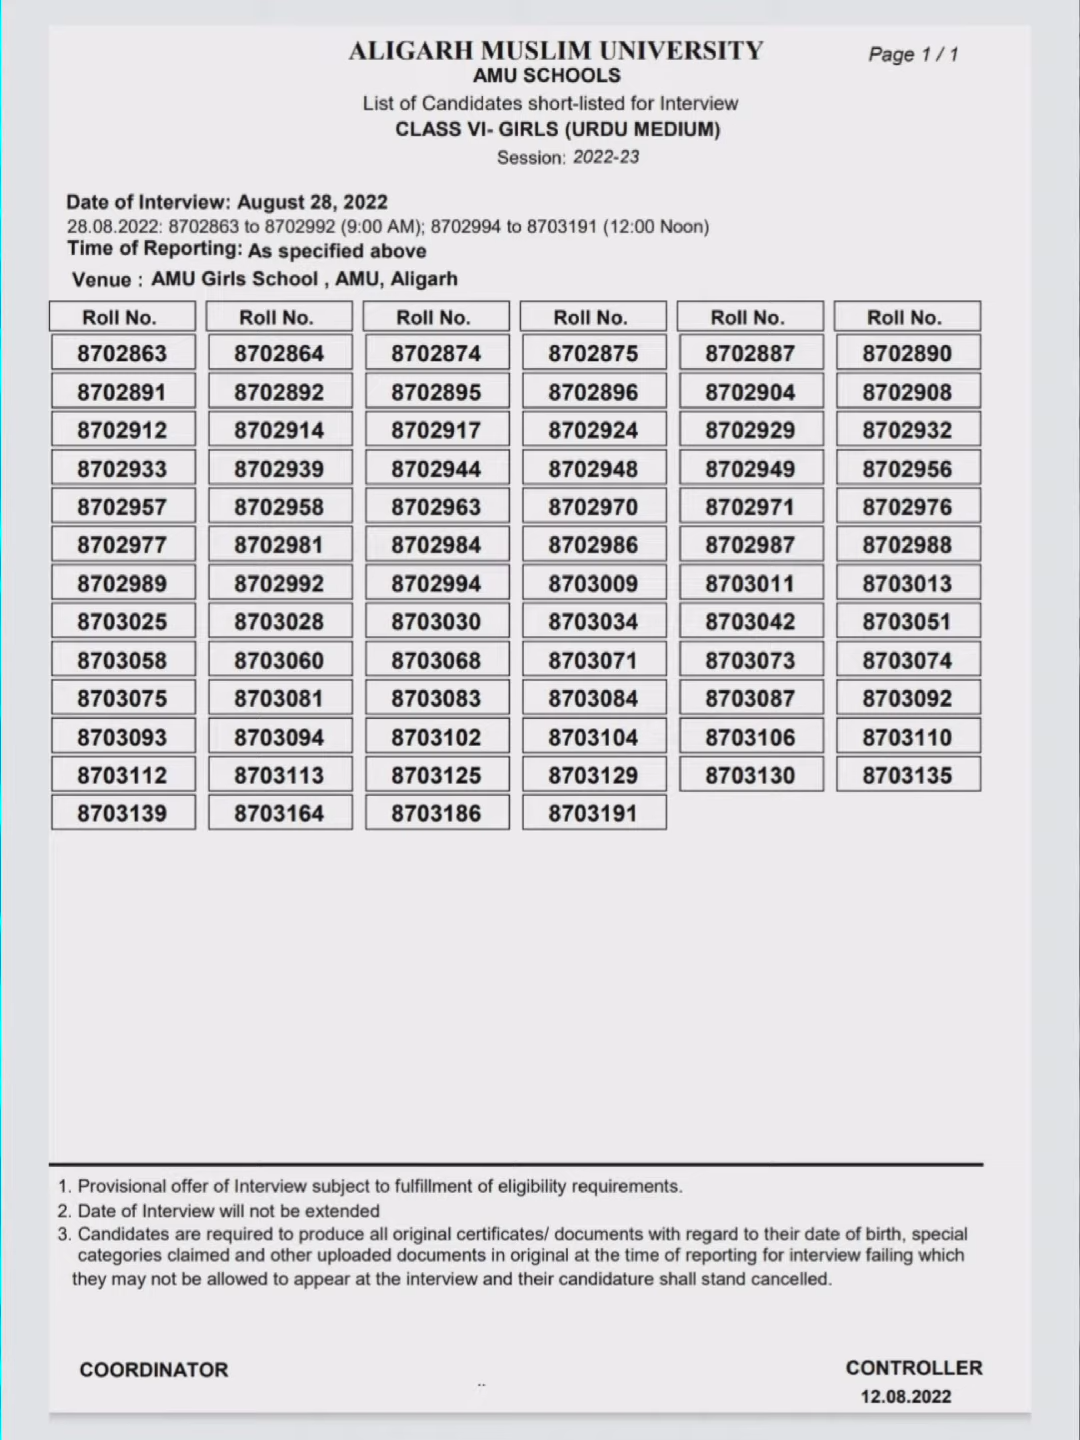 ALIGARH MUSLIM UNIVERSITY
Page 1 / 1
AMU SCHOOLS
List of Candidates short-listed for Interview
CLASS VI- GIRLS (URDU MEDIUM)
Session: 2022-23
Date of Interview: August 28, 2022
28.08.2022: 8702863 to 8702992 (9:00 AM); 8702994 to 8703191 (12:00 Noon)
Time of Reporting: As specified above
Venue : AMU Girls School , AMU, Aligarh
Roll No. Roll No. Roll No. Roll No. Roll No. Roll No.
8702863 8702864 8702874 8702875 8702887 8702890
8702891 8702892 8702895 8702896 8702904 8702908
8702912 8702914 8702917 8702924 8702929 8702932
8702933 8702939 8702944 8702948 8702949 8702956
8702957 8702958 8702963 8702970 8702971 8702976
8702977 8702981 8702984 8702986 8702987 8702988
8702989 8702992 8702994 8703009 8703011 8703013
8703025 8703028 8703030 8703034 8703042 8703051
8703058 8703060 8703068 8703071 8703073 8703074
8703075 8703081 8703083 8703084 8703087 8703092
8703093 8703094 8703102 8703104 8703106 8703110
8703112 8703113 8703125 8703129 8703130 8703135
8703139 8703164 8703186 8703191
1. Provisional offer of Interview subject to fulfillment of eligibility requirements.
2. Date of Interview will not be extended
3. Candidates are required to produce all original certificates/ documents with regard to their date of birth, special
categories claimed and other uploaded documents in original at the time of reporting for interview failing which
they may not be allowed to appear at the interview and their candidature shall stand cancelled.
COORDINATOR
..
CONTROLLER
12.08.2022